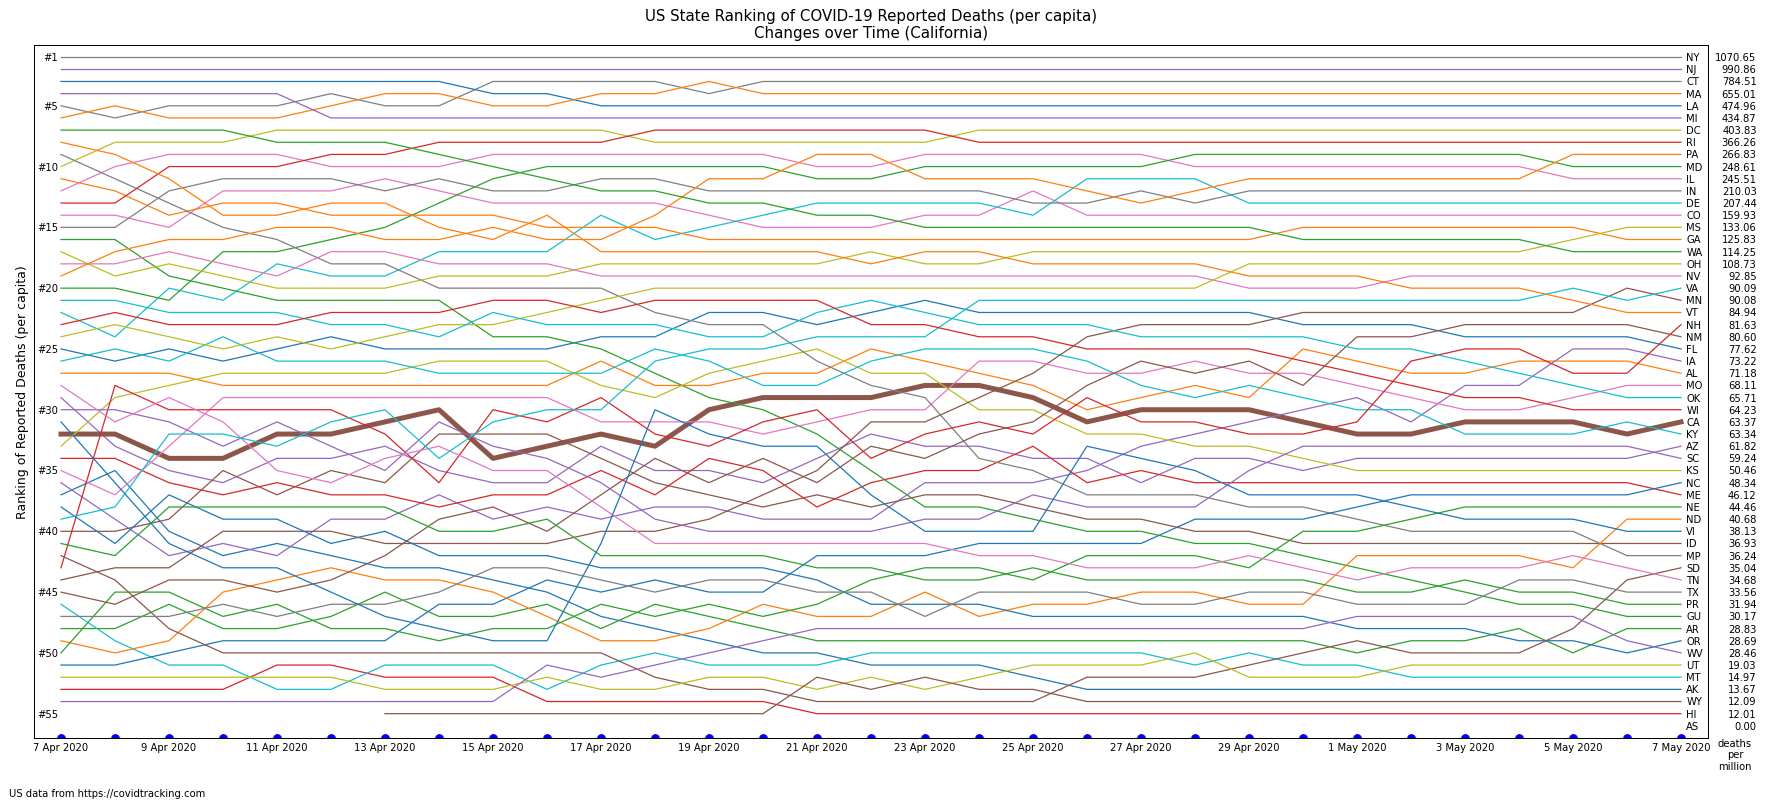 US State Ranking of COVID-19 Reported Deaths (per capita)
Changes over Time (California)
Ranking of Reported Deaths (per capita)
#1
#5
#10
#15
#20
#25
#30
#35
#40
#45
#50
#55
NY 1070.65
NJ 990.86
CT 784.51
MA 655.01
LA 474.96
MI 434.87
DC 403.83
RI 366.26
PA 266.83
MD 248.61
IL 245.51
IN 210.03
DE 207.44
CO 159.93
MS 133.06
GA 125.83
WA 114.25
OH 108.73
NV 92.85
VA 90.09
MN 90.08
VT 84.94
NH 81.63
NM 80.60
FL 77.62
IA 73.22
AL 71.18
MO 68.11
OK 65.71
WI 64.23
CA 63.37
KY 63.34
AZ 61.82
SC 59.24
KS 50.46
NC 48.34
ME 46.12
NE 44.46
ND 40.68
VI 38.13
ID 36.93
MP 36.24
SD 35.04
TN 34.68
TX 33.56
PR 31.94
GU 30.17
AR 28.83
OR 28.69
WV 28.46
UT 19.03
MT 14.97
AK 13.67
WY 12.09
HI 12.01
AS 0.00
7 Apr 2020 9 Apr 2020 11 Apr 2020 13 Apr 2020 15 Apr 2020 17 Apr 2020 19 Apr 2020 21 Apr 2020 23 Apr 2020 25 Apr 2020 27 Apr 2020 29 Apr 2020 1 May 2020 3 May 2020 5 May 2020 7 May 2020
deaths
per
million
US data from https://covidtracking.com